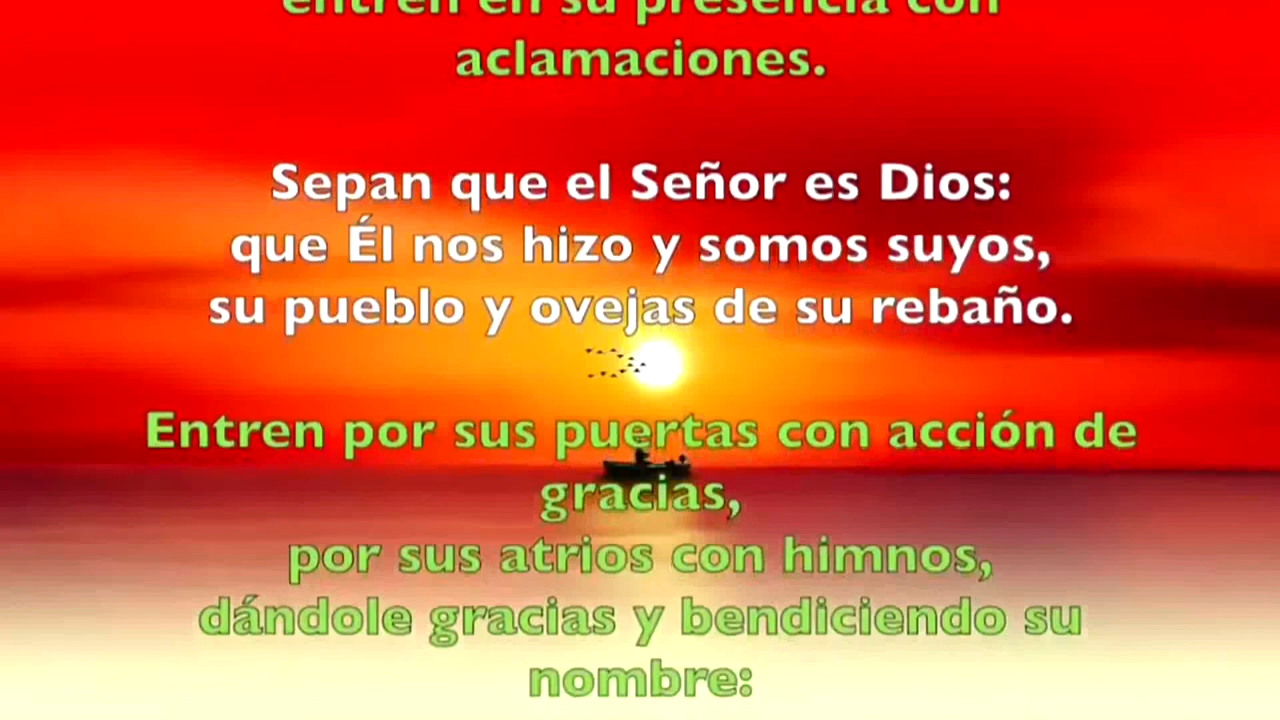 entren en su presencia con
aclamaciones.
Sepan que el Señor es Dios:
que Él nos hizo y somos suyos,
su pueblo y ovejas de su rebaño.
Entren por sus puertas con acción de
gracias,
por sus atrios con himnos,
dándole gracias y bendiciendo su
nombre: